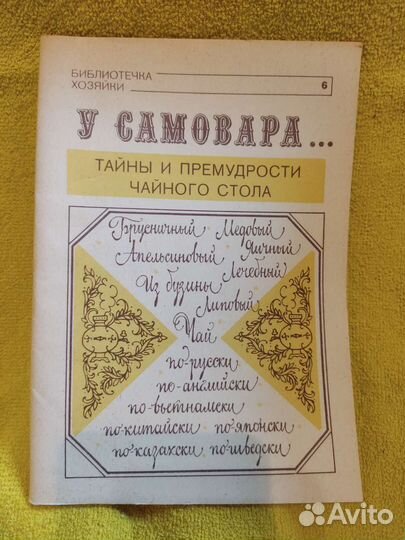 БИБЛИОТЕЧКА
ХОЗЯЙКИ 6
У САМОВАРА...
ТАЙНЫ И ПРЕМУДРОСТИ
ЧАЙНОГО СТОЛА
Брусничный Медовый
Апельсиновый Яичный
Из бузины Лечебный
Липовый
Чай
по-русски
по-английски
по-вьетнамски
по-китайски по-японски
по-казахски по-шведски
Avito